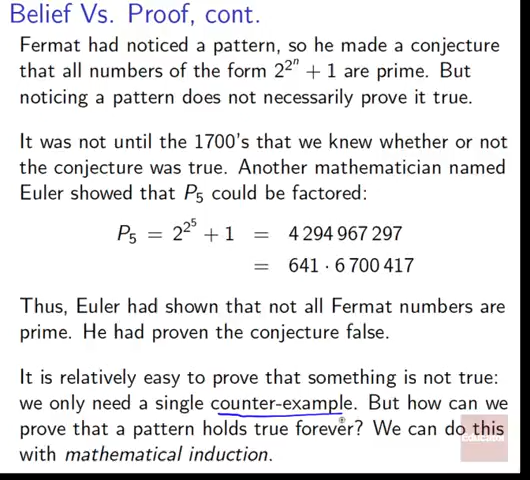 Belief Vs. Proof, cont.
Fermat had noticed a pattern, so he made a conjecture
that all numbers of the form 2^{2^n} + 1 are prime. But
noticing a pattern does not necessarily prove it true.
It was not until the 1700's that we knew whether or not
the conjecture was true. Another mathematician named
Euler showed that P_5 could be factored:
P_5 = 2^{2^5} + 1 = 4 294 967 297
= 641 · 6 700 417
Thus, Euler had shown that not all Fermat numbers are
prime. He had proven the conjecture false.
It is relatively easy to prove that something is not true:
we only need a single counter-example. But how can we
prove that a pattern holds true forever? We can do this
with mathematical induction.